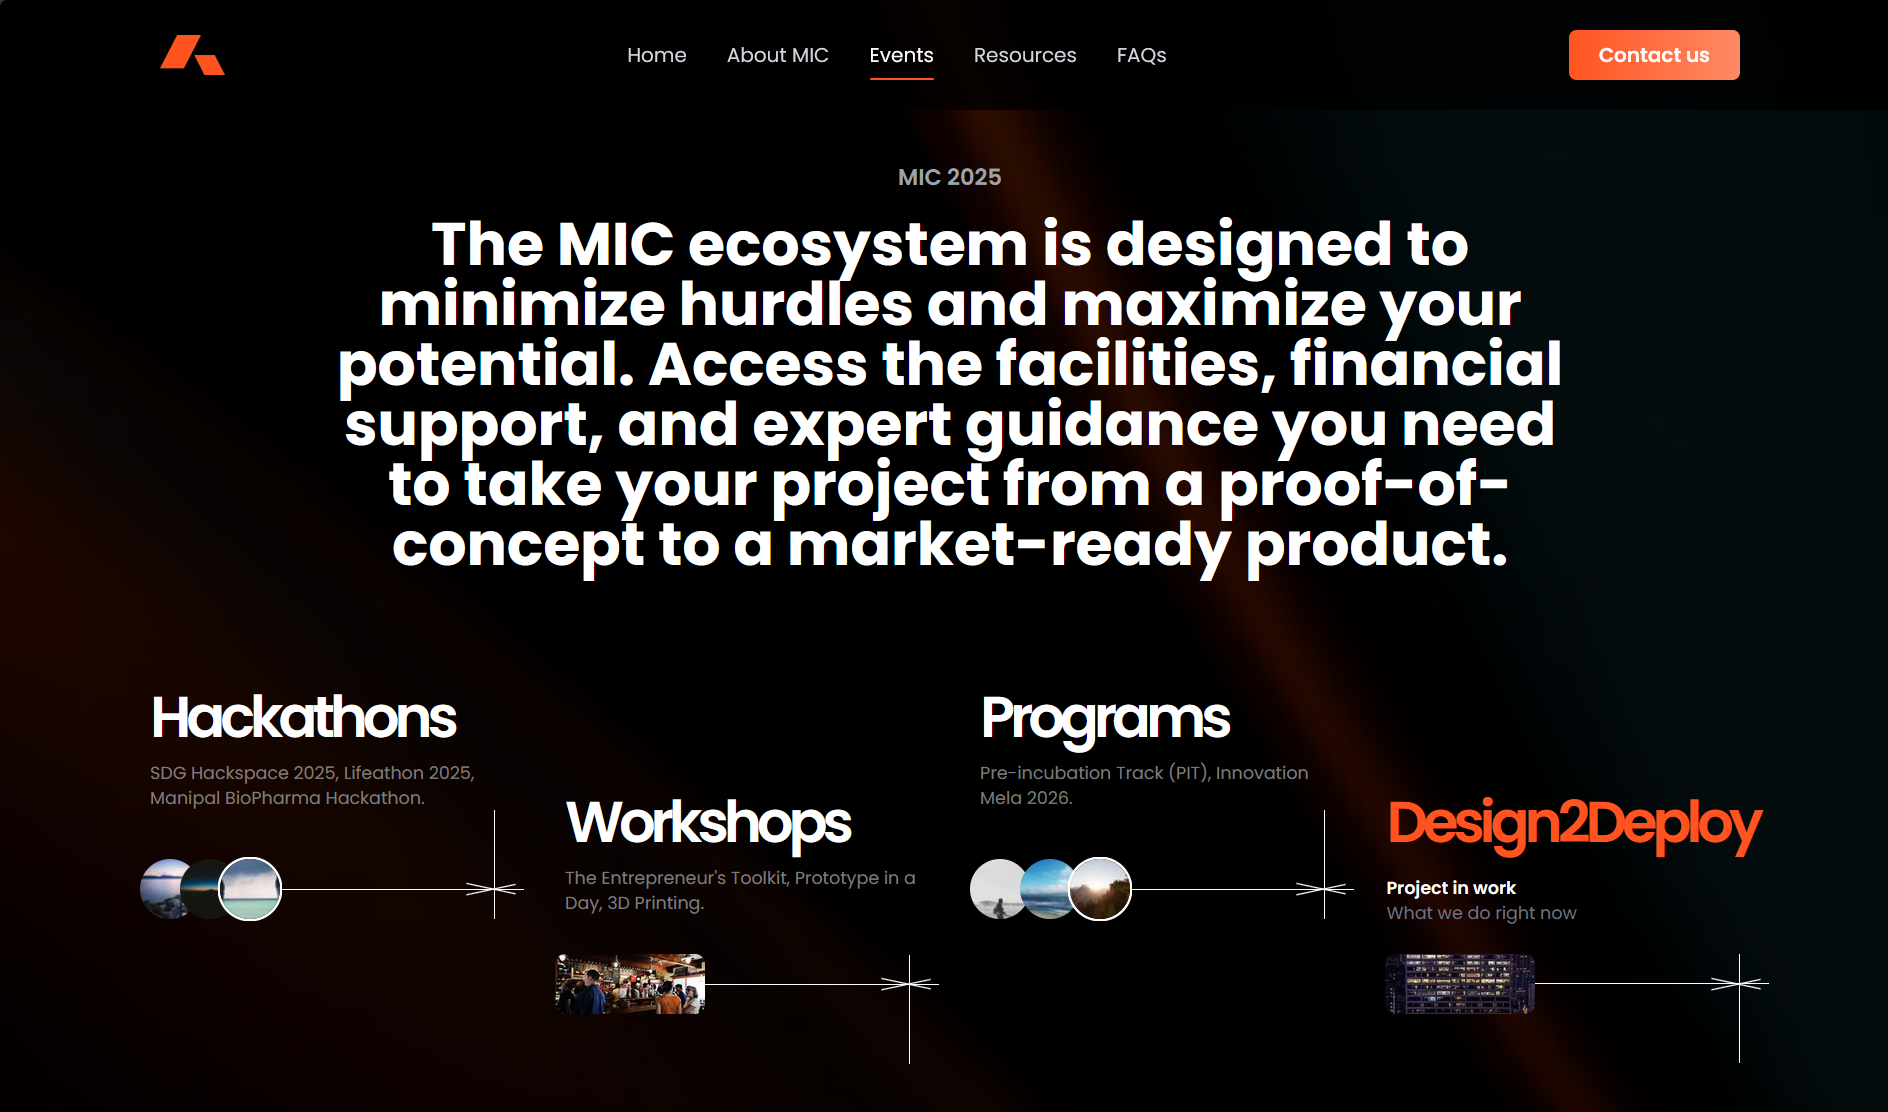 Home
About MIC
Events
Resources
FAQs
Contact us
MIC 2025
The MIC ecosystem is designed to
minimize hurdles and maximize your
potential. Access the facilities, financial
support, and expert guidance you need
to take your project from a proof-of-
concept to a market-ready product.
Hackathons
SDG Hackspace 2025, Lifeathon 2025,
Manipal BioPharma Hackathon.
Workshops
The Entrepreneur's Toolkit, Prototype in a
Day, 3D Printing.
Programs
Pre-incubation Track (PIT), Innovation
Mela 2026.
Design2Deploy
Project in work
What we do right now